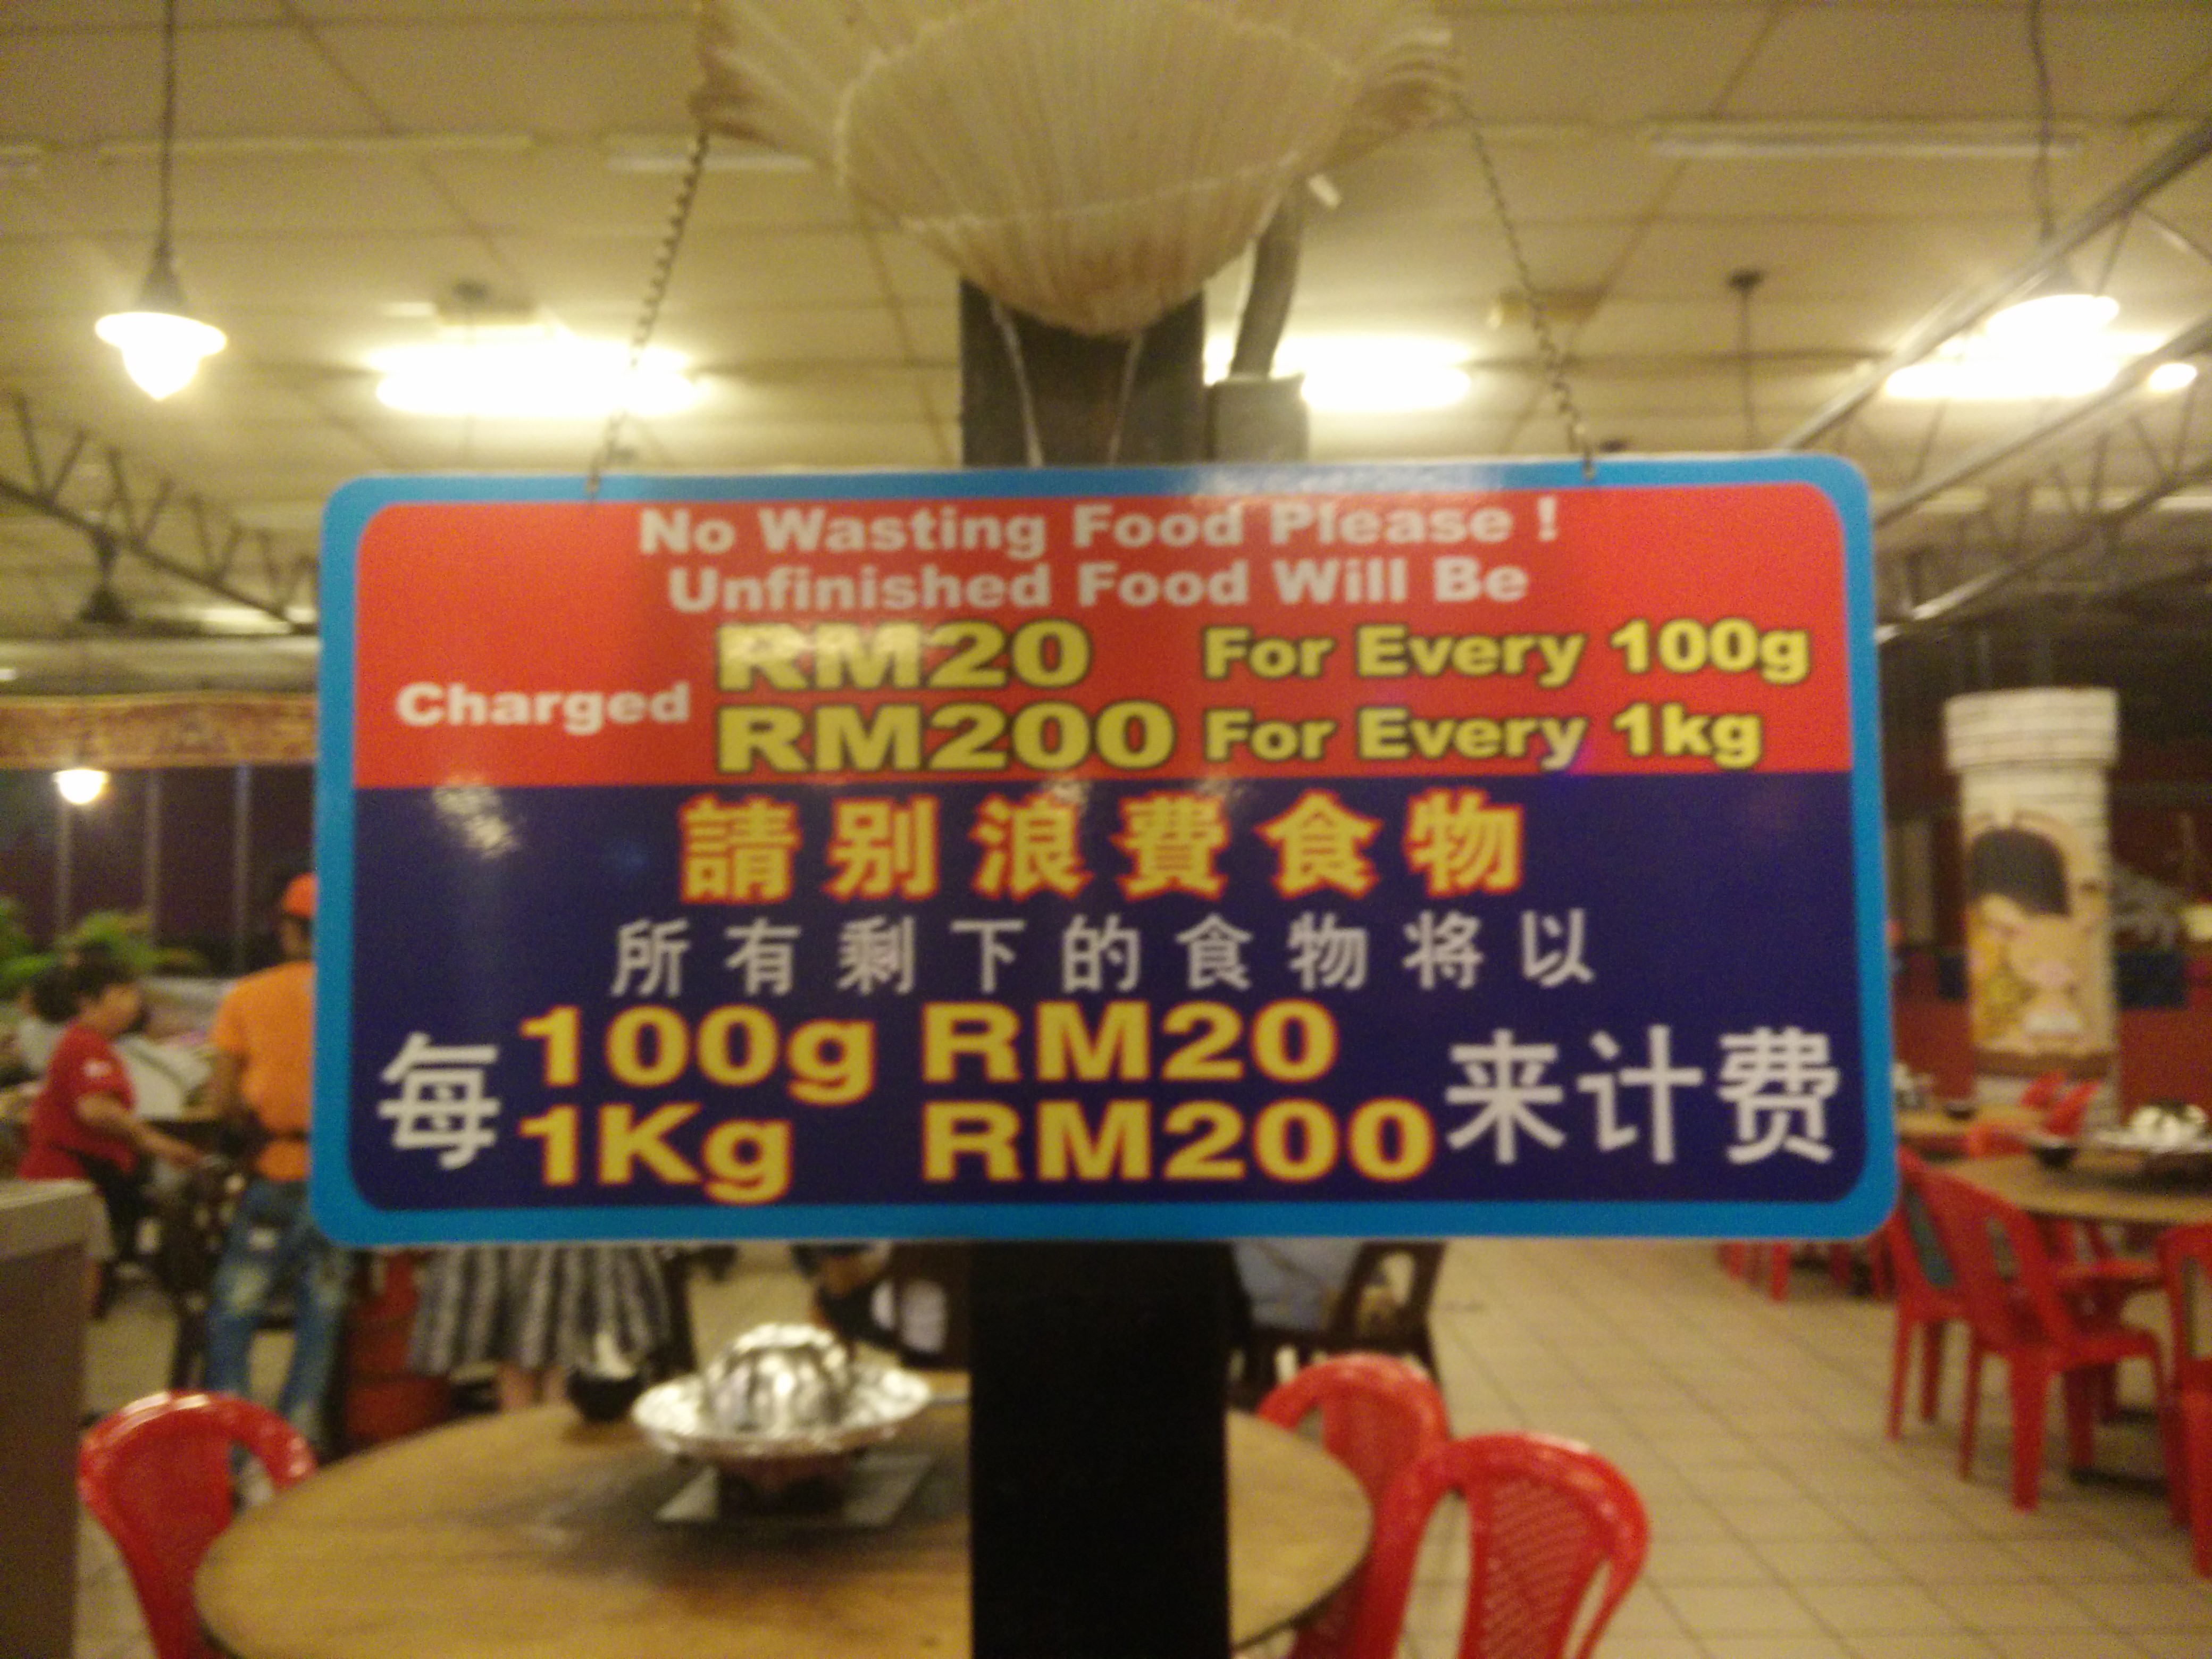 No Wasting Food Please !
Unfinished Food Will Be
Charged RM20 For Every 100g
RM200 For Every 1kg
請别浪費食物
所有剩下的食物将以
每 100g RM20 来计费
1Kg RM200